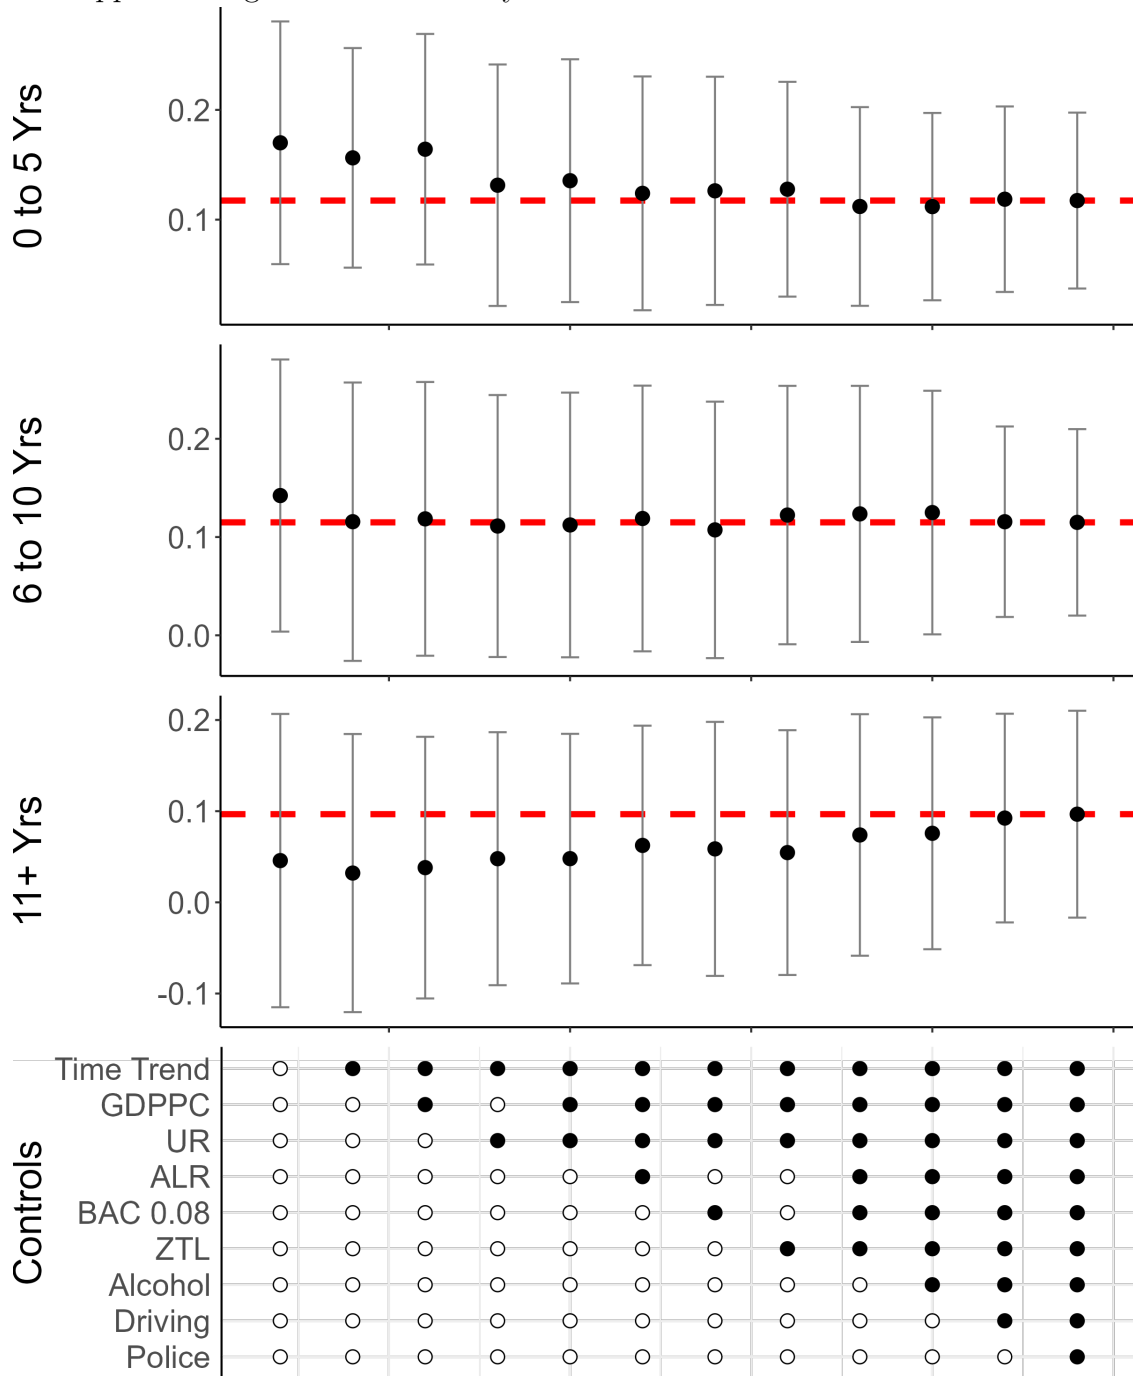 0 to 5 Yrs
0.2
0.1
6 to 10 Yrs
0.2
0.1
0.0
11+ Yrs
0.2
0.1
0.0
-0.1
Controls
Time Trend
GDPPC
UR
ALR
BAC 0.08
ZTL
Alcohol
Driving
Police